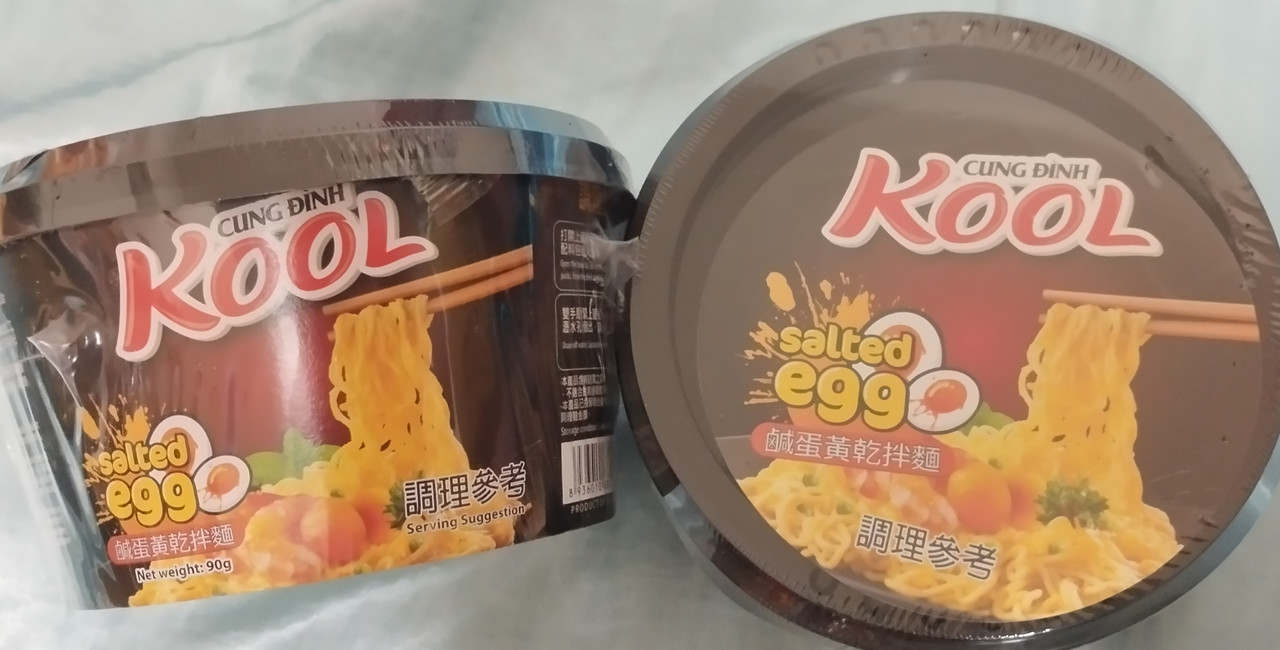 CUNG ĐÌNH
KOOL
salted
egg
鹹蛋黃乾拌麵
Net weight: 90g
調理參考
Serving Suggestion
CUNG ĐÌNH
KOOL
salted
egg
鹹蛋黃乾拌麵
調理參考